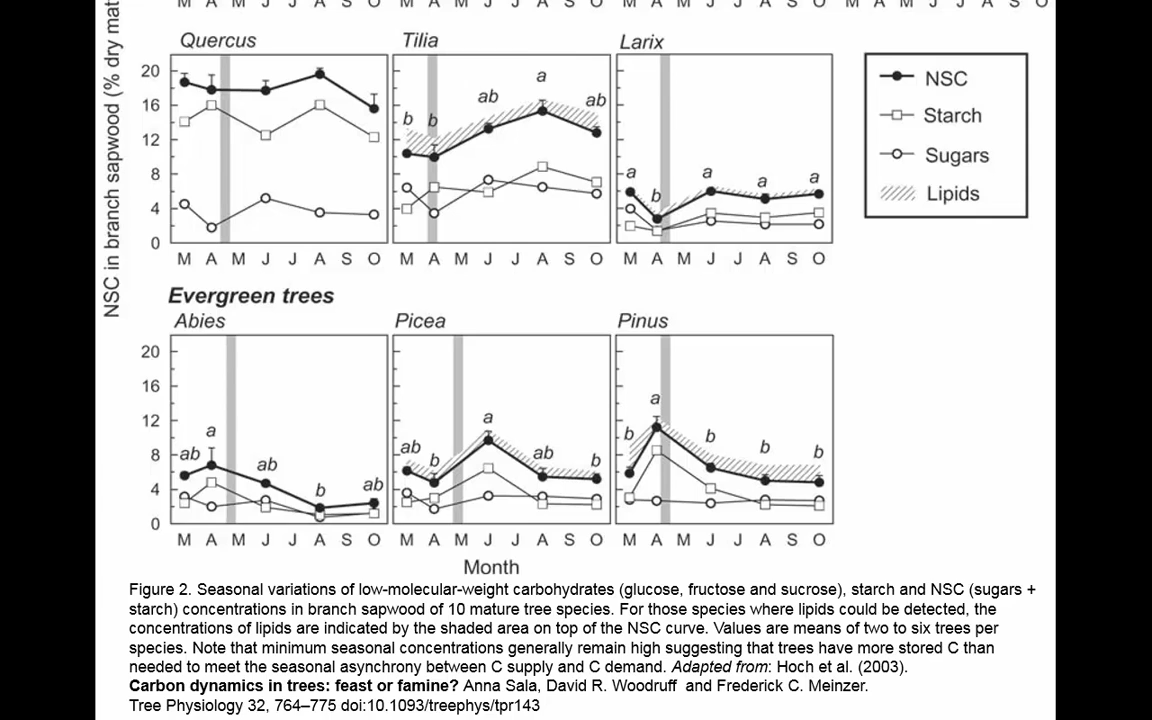 NSC in branch sapwood (% dry mat
M A M J J A S O
Quercus
Tilia
Larix
20
16
12
8
4
0
b b ab a ab
a b a a a
NSC
Starch
Sugars
Lipids
M A M J J A S O M A M J J A S O M A M J J A S O
Evergreen trees
Abies
Picea
Pinus
20
16
12
8
4
0
ab a ab b ab
ab b a ab b
b a b b b
M A M J J A S O M A M J J A S O M A M J J A S O
Month
Figure 2. Seasonal variations of low-molecular-weight carbohydrates (glucose, fructose and sucrose), starch and NSC (sugars +
starch) concentrations in branch sapwood of 10 mature tree species. For those species where lipids could be detected, the
concentrations of lipids are indicated by the shaded area on top of the NSC curve. Values are means of two to six trees per
species. Note that minimum seasonal concentrations generally remain high suggesting that trees have more stored C than
needed to meet the seasonal asynchrony between C supply and C demand. Adapted from: Hoch et al. (2003).
Carbon dynamics in trees: feast or famine? Anna Sala, David R. Woodruff and Frederick C. Meinzer.
Tree Physiology 32, 764–775 doi:10.1093/treephys/tpr143